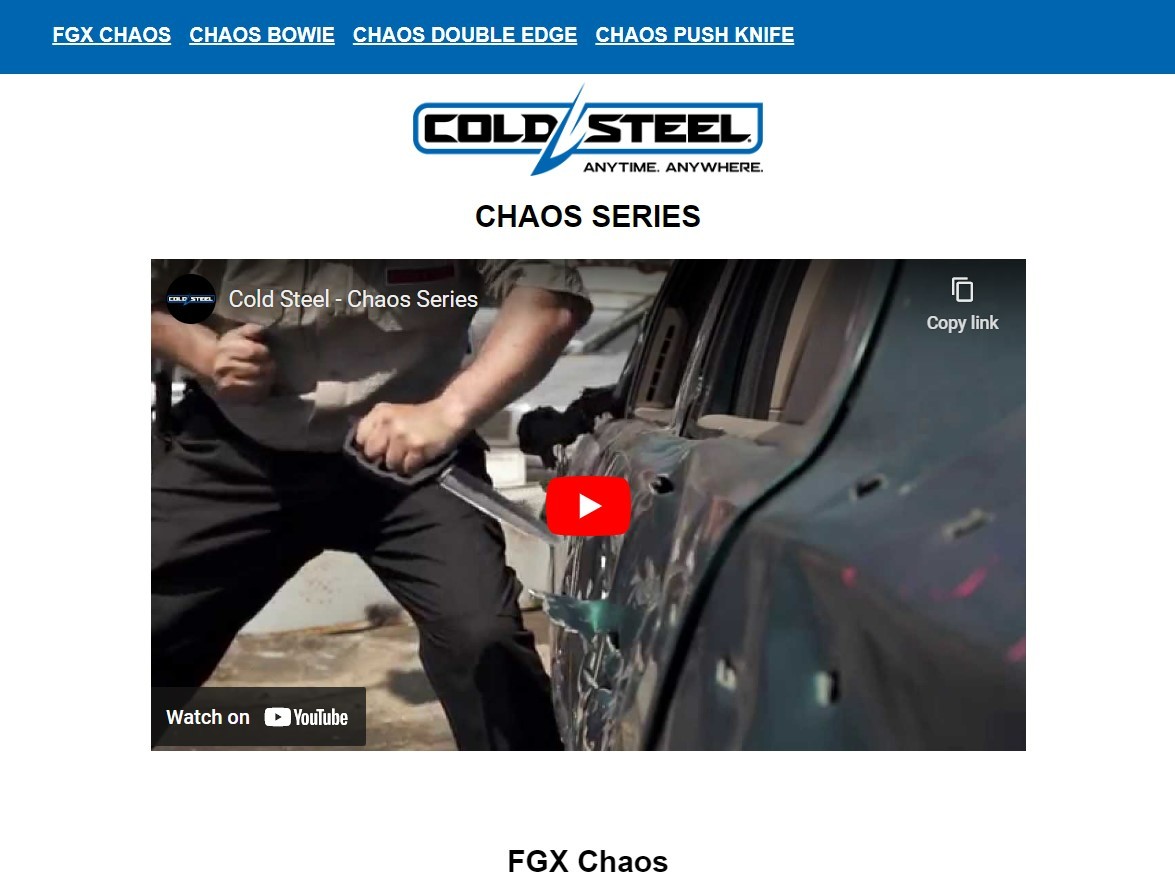 FGX CHAOS CHAOS BOWIE CHAOS DOUBLE EDGE CHAOS PUSH KNIFE
COLD STEEL
ANYTIME. ANYWHERE.
CHAOS SERIES
COLD STEEL
Cold Steel - Chaos Series
Copy link
Watch on YouTube
FGX Chaos